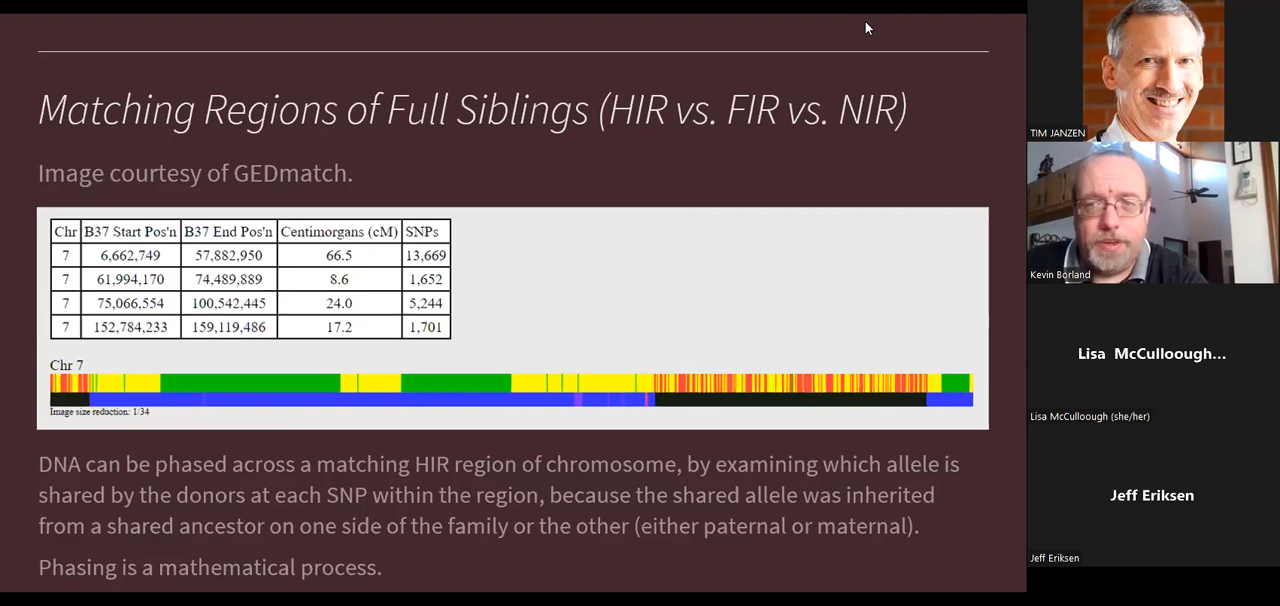 Matching Regions of Full Siblings (HIR vs. FIR vs. NIR)
Image courtesy of GEDmatch.
Chr B37 Start Pos'n B37 End Pos'n Centimorgans (cM) SNPs
7 6,662,749 57,882,950 66.5 13,669
7 61,994,170 74,489,889 8.6 1,652
7 75,066,554 100,542,445 24.0 5,244
7 152,784,233 159,119,486 17.2 1,701
Chr 7
Image size reduction: 1/34
DNA can be phased across a matching HIR region of chromosome, by examining which allele is
shared by the donors at each SNP within the region, because the shared allele was inherited
from a shared ancestor on one side of the family or the other (either paternal or maternal).
Phasing is a mathematical process.
TIM JANZEN
Kevin Borland
Lisa McCulloough...
Lisa McCulloough (she/her)
Jeff Eriksen
Jeff Eriksen